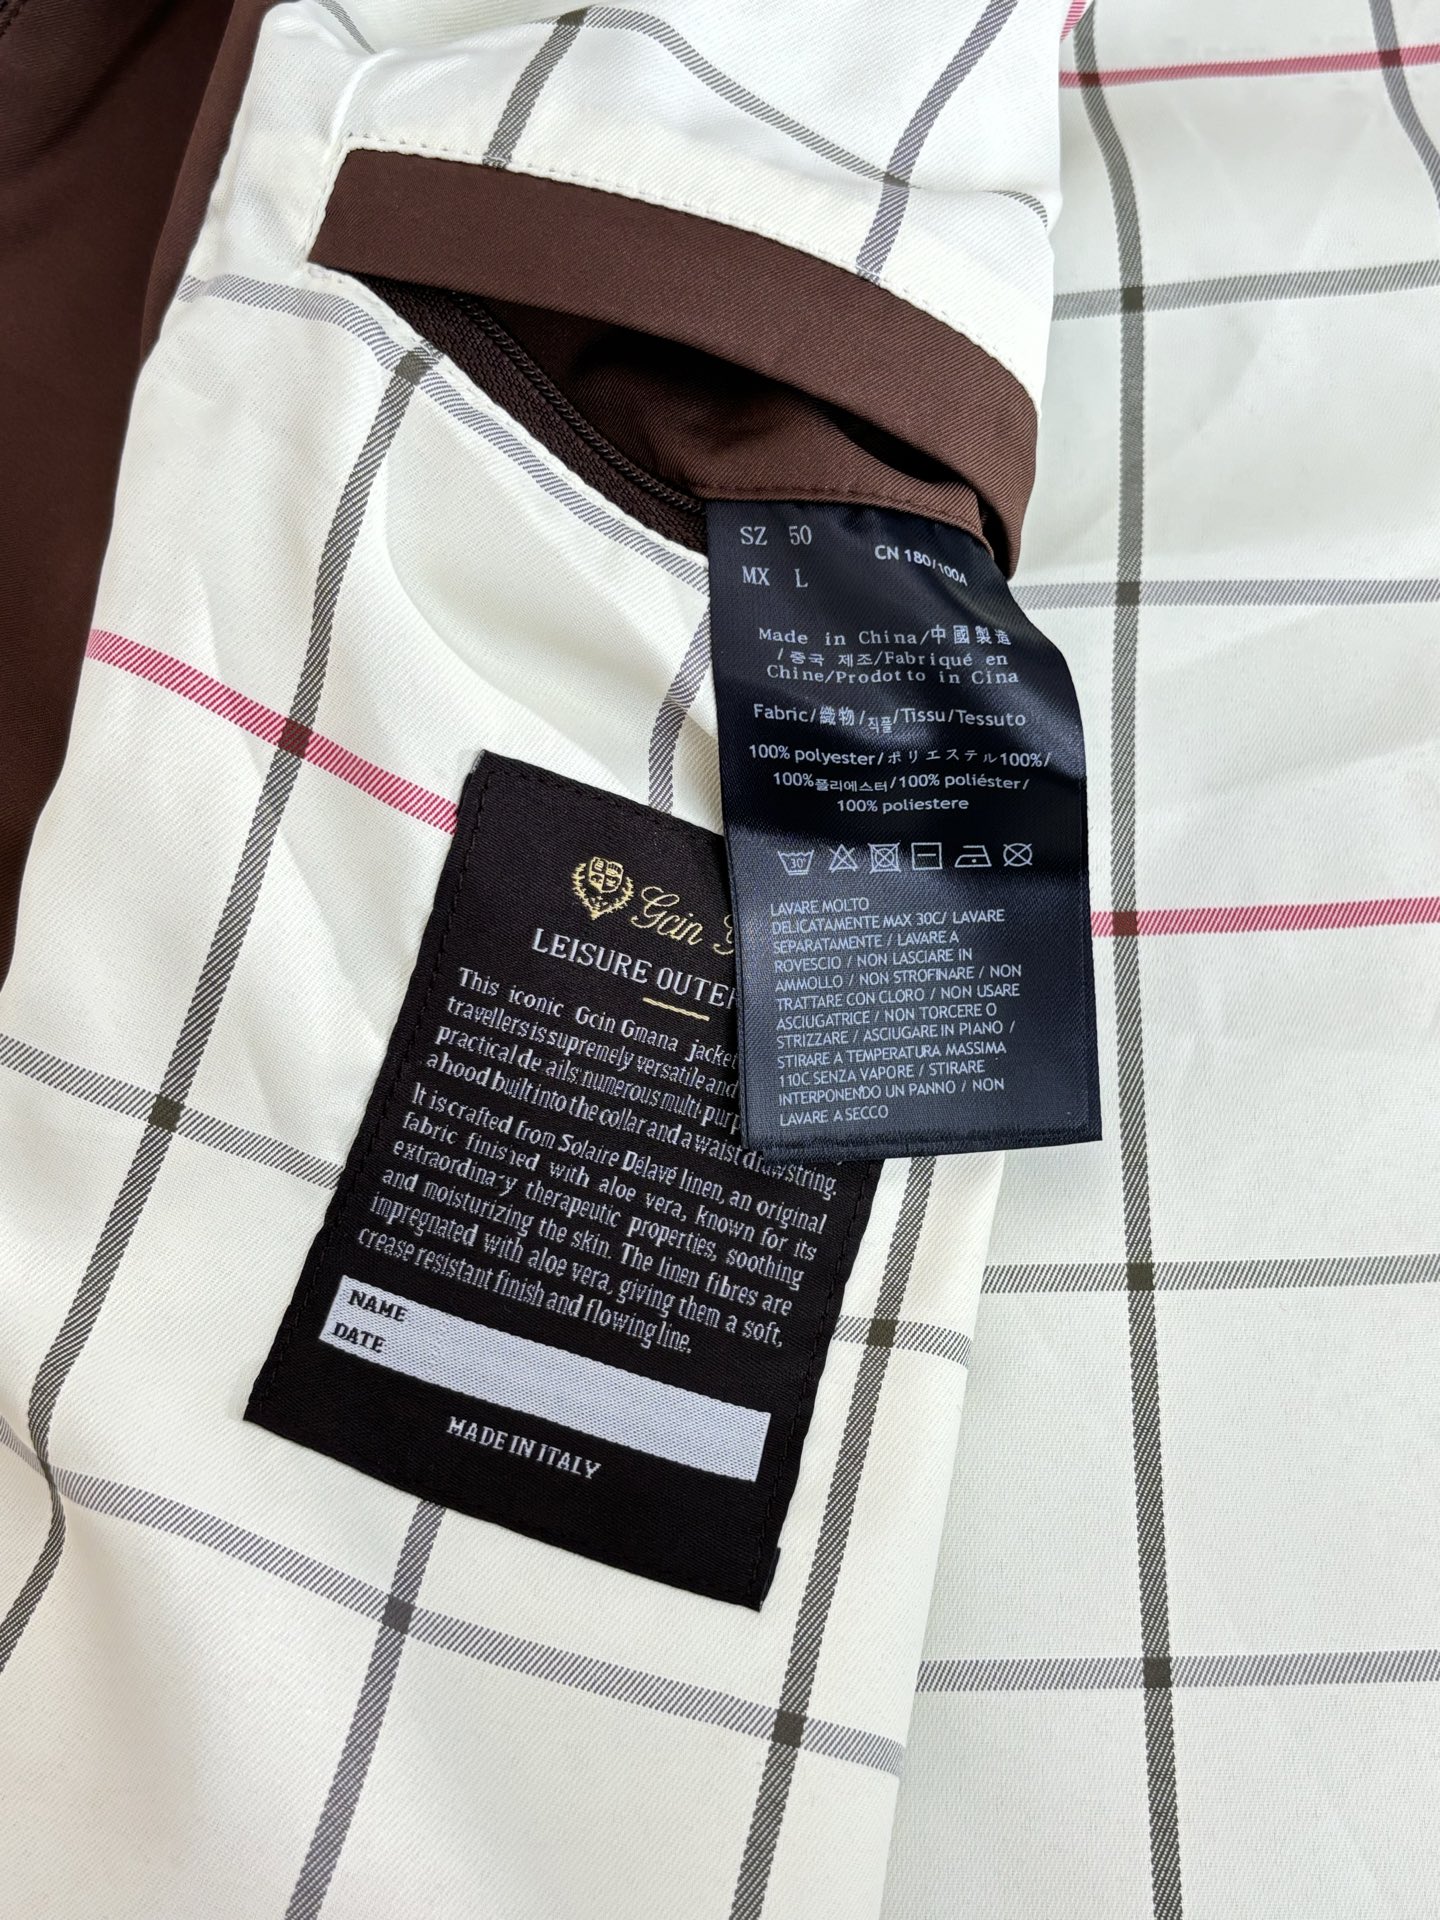 SZ 50
CN 180/100A
MX L
Made in China/中國製造
/중국 제조/Fabriqué en
Chine/Prodotto in Cina
Fabric/織物/직물/Tissu/Tessuto
100% polyester/ポリエステル100%/
100%폴리에스터/100% poliéster/
100% poliestere
30°
LAVARE MOLTO
DELICATAMENTE MAX 30C/ LAVARE
SEPARATAMENTE / LAVARE A
ROVESCIO / NON LASCIARE IN
AMMOLLO / NON STROFINARE / NON
TRATTARE CON CLORO / NON USARE
ASCIUGATRICE / NON TORCERE O
STRIZZARE / ASCIUGARE IN PIANO /
STIRARE A TEMPERATURA MASSIMA
110C SENZA VAPORE / STIRARE
INTERPONENDO UN PANNO / NON
LAVARE A SECCO
Gcin G
LEISURE OUTER
This iconic Gcin Gmana jacket
travellers is supremely versatile and
practical de ails: numerous multi-purp
a hood built into the collar and a waist drawstring.
It is crafted from Solaire Délavé linen, an original
fabric finished with aloe vera, known for its
extraordinary therapeutic properties, soothing
and moisturizing the skin. The linen fibres are
impregnated with aloe vera, giving them a soft,
crease resistant finish and flowing line.
NAME
DATE
MADE IN ITALY